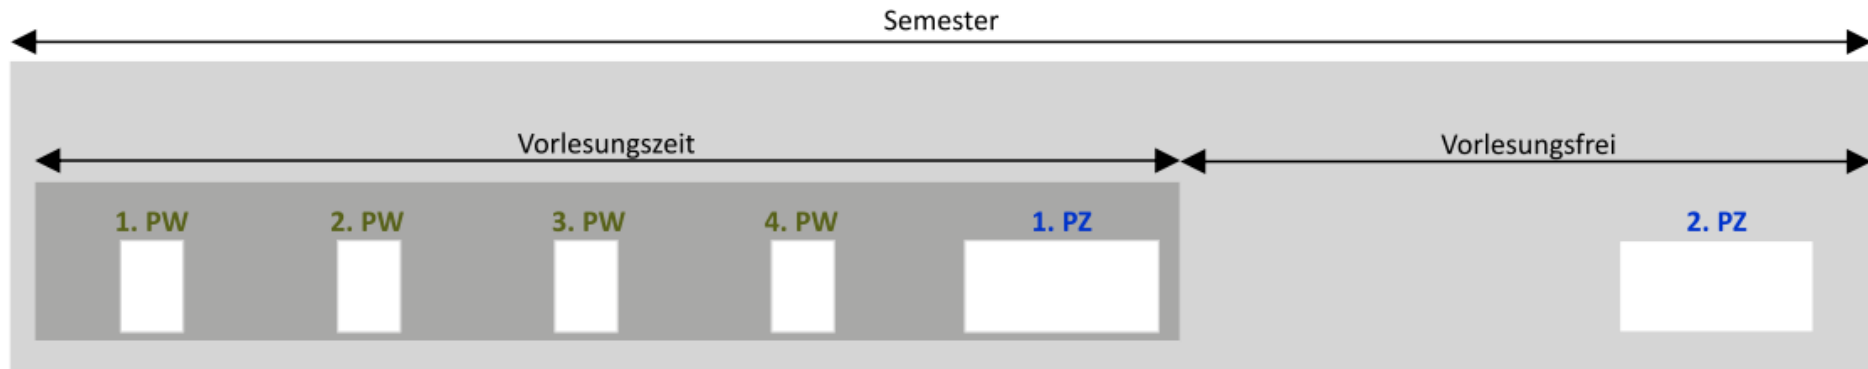 Semester
Vorlesungszeit
Vorlesungsfrei
1. PW
2. PW
3. PW
4. PW
1. PZ
2. PZ